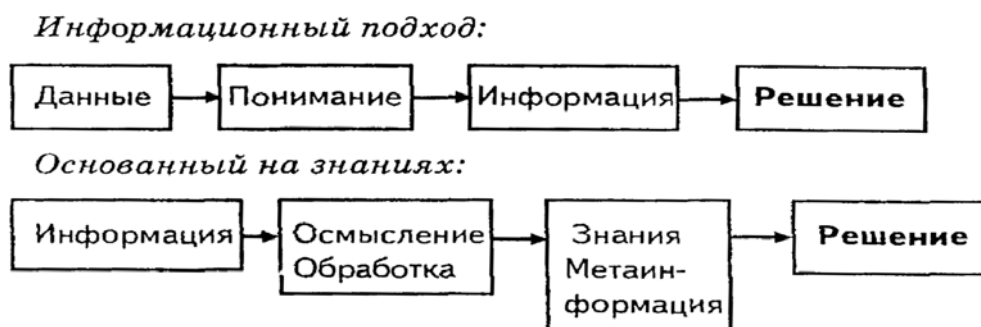 Информационный подход:
Данные Понимание Информация Решение
Основанный на знаниях:
Информация Осмысление Знания Решение
Обработка Метаин-
формация